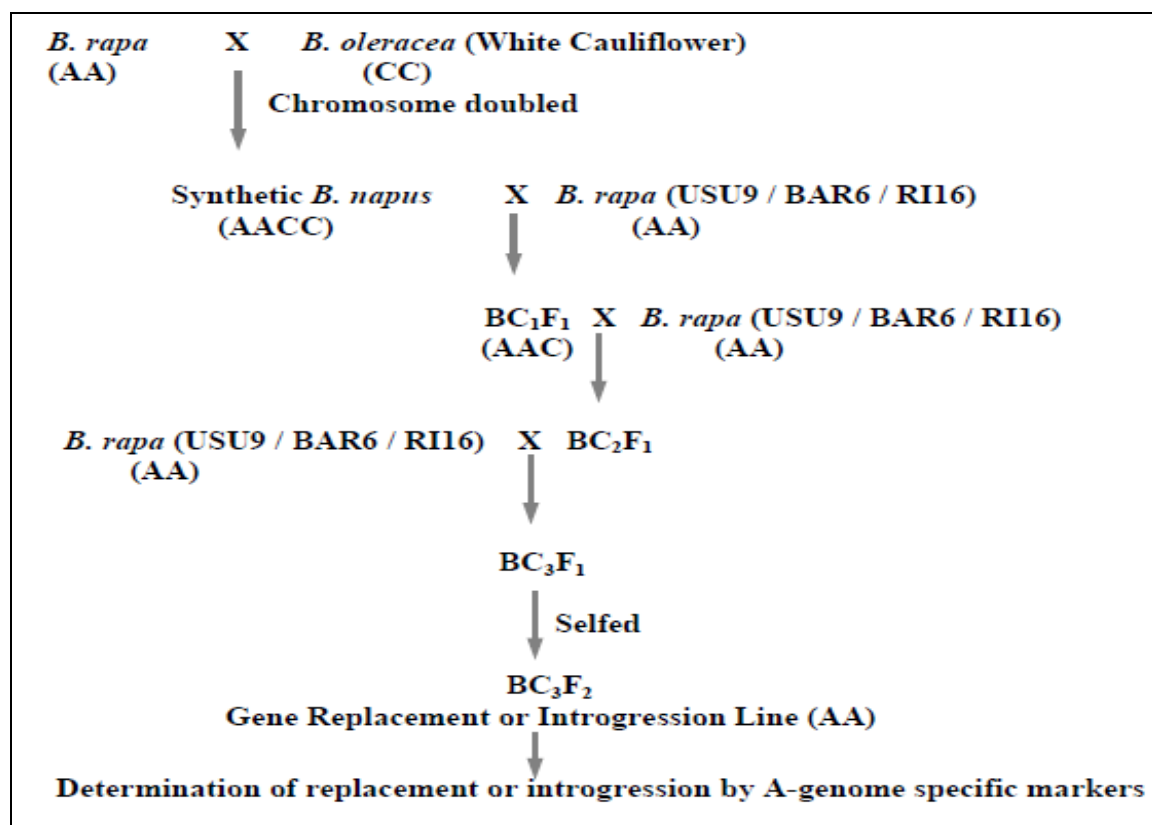 B. rapa X B. oleracea (White Cauliflower)
(AA) (CC)
Chromosome doubled
Synthetic B. napus X B. rapa (USU9 / BAR6 / RI16)
(AACC) (AA)
BC₁F₁ X B. rapa (USU9 / BAR6 / RI16)
(AAC) (AA)
B. rapa (USU9 / BAR6 / RI16) X BC₂F₁
(AA)
BC₃F₁
Selfed
BC₃F₂
Gene Replacement or Introgression Line (AA)
Determination of replacement or introgression by A-genome specific markers